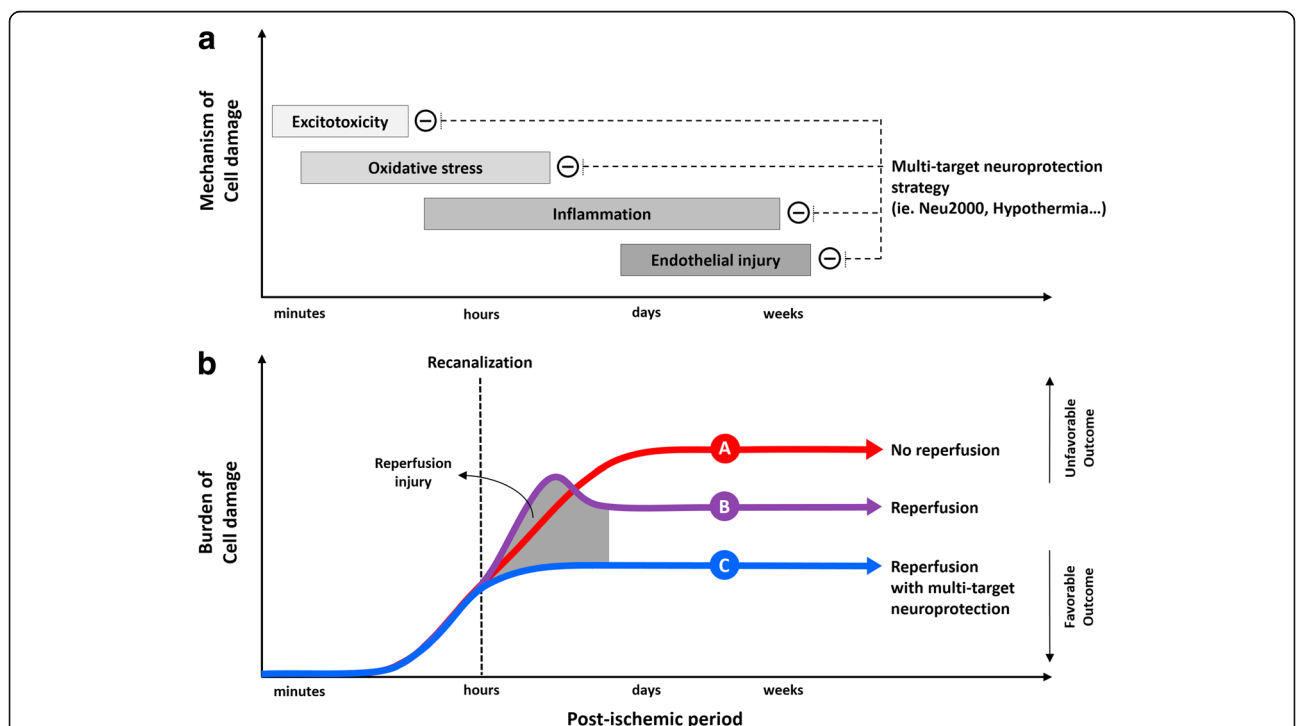 a
Mechanism of
Cell damage
Excitotoxicity
Oxidative stress
Inflammation
Endothelial injury
Multi-target neuroprotection
strategy
(ie. Neu2000, Hypothermia…)
minutes hours days weeks
b
Burden of
Cell damage
Recanalization
Reperfusion
injury
A
No reperfusion
B
Reperfusion
C
Reperfusion
with multi-target
neuroprotection
Unfavorable
Outcome
Favorable
Outcome
minutes hours days weeks
Post-ischemic period